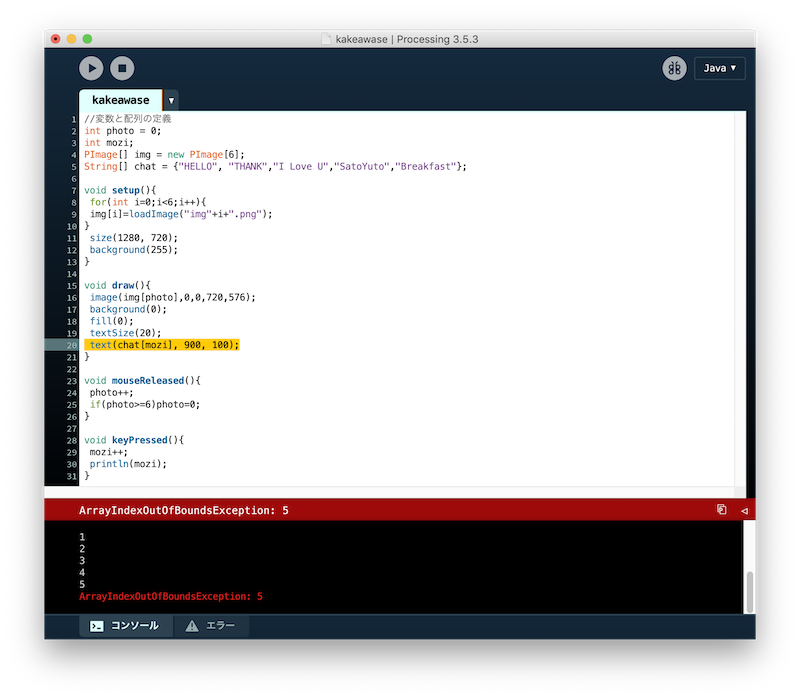 kakeawase | Processing 3.5.3
Java ▼
kakeawase ▼
1 //変数と配列の定義
2 int photo = 0;
3 int mozi;
4 PImage[] img = new PImage[6];
5 String[] chat = {"HELLO", "THANK","I Love U","SatoYuto","Breakfast"};
6
7 void setup(){
8  for(int i=0;i<6;i++){
9  img[i]=loadImage("img"+i+".png");
10 }
11  size(1280, 720);
12  background(255);
13 }
14
15 void draw(){
16  image(img[photo],0,0,720,576);
17  background(0);
18  fill(0);
19  textSize(20);
20  text(chat[mozi], 900, 100);
21 }
22
23 void mouseReleased(){
24  photo++;
25  if(photo>=6)photo=0;
26 }
27
28 void keyPressed(){
29  mozi++;
30  println(mozi);
31 }
ArrayIndexOutOfBoundsException: 5
1
2
3
4
5
ArrayIndexOutOfBoundsException: 5
コンソール エラー